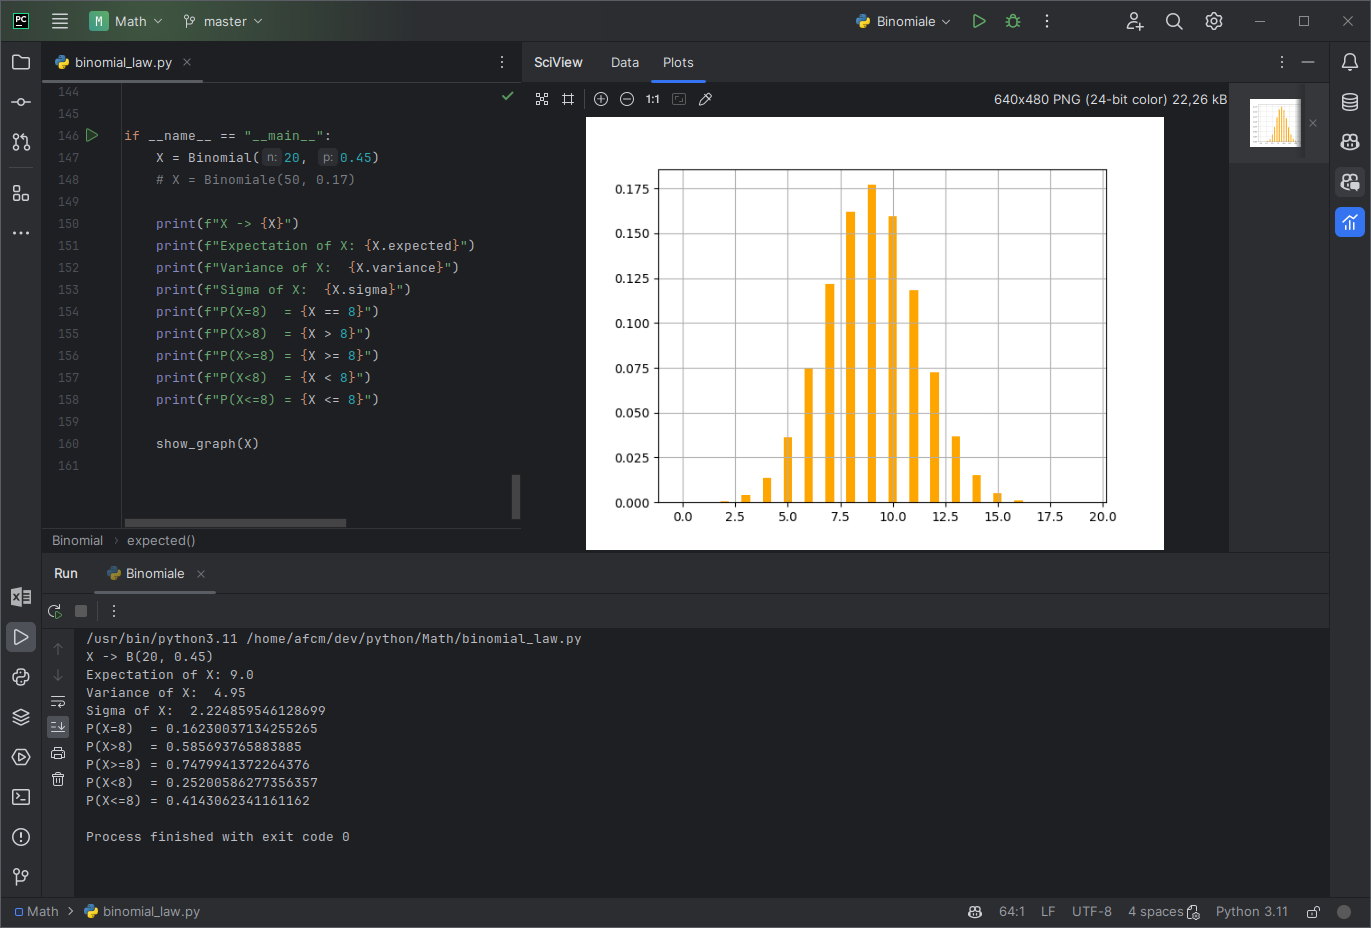 PC
M Math
master
Binomiale
binomial_law.py
SciView
Data
Plots
1:1
640x480 PNG (24-bit color) 22,26 kB
144
145
146 if __name__ == "__main__":
147 X = Binomial( n: 20, p: 0.45)
148 # X = Binomiale(50, 0.17)
149
150 print(f"X -> {X}")
151 print(f"Expectation of X: {X.expected}")
152 print(f"Variance of X:  {X.variance}")
153 print(f"Sigma of X:  {X.sigma}")
154 print(f"P(X=8)  = {X == 8}")
155 print(f"P(X>8)  = {X > 8}")
156 print(f"P(X>=8) = {X >= 8}")
157 print(f"P(X<8)  = {X < 8}")
158 print(f"P(X<=8) = {X <= 8}")
159
160 show_graph(X)
161
Binomial › expected()
0.175
0.150
0.125
0.100
0.075
0.050
0.025
0.000
0.0 2.5 5.0 7.5 10.0 12.5 15.0 17.5 20.0
Run
Binomiale
/usr/bin/python3.11 /home/afcm/dev/python/Math/binomial_law.py
X -> B(20, 0.45)
Expectation of X: 9.0
Variance of X:  4.95
Sigma of X:  2.224859546128699
P(X=8)  = 0.16230037134255265
P(X>8)  = 0.585693765883885
P(X>=8) = 0.7479941372264376
P(X<8)  = 0.25200586277356357
P(X<=8) = 0.4143062341161162
Process finished with exit code 0
Math › binomial_law.py
64:1 LF UTF-8 4 spaces Python 3.11